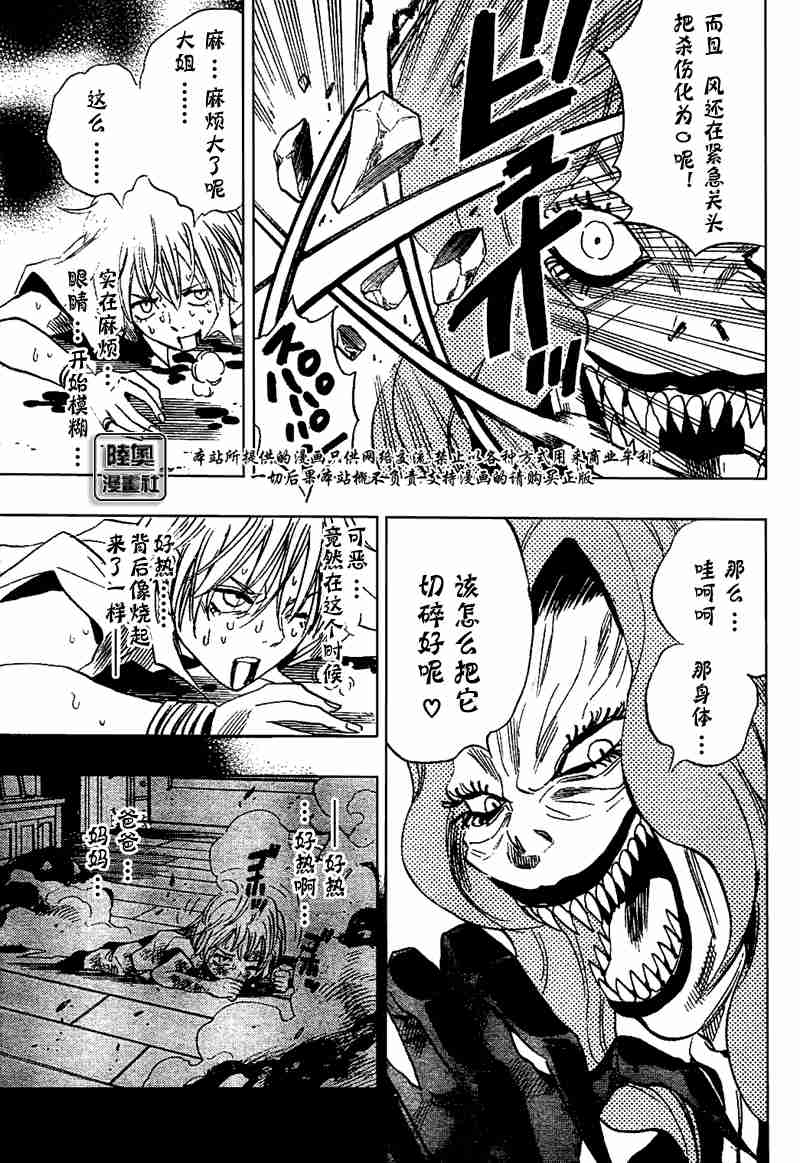 而且 风还在紧急关头
把杀伤化为0呢!
ビュッ
麻…麻烦大了呢
大姐……
这么……
实在麻烦…
眼睛…开始模糊…
陸奥
漫畫社
本站所提供的漫画只供网络交流,禁止以各种方式用来商业牟利
一切后果本站概不负责,支持漫画的请购买正版
那么…
哇呵呵 那身体…
该怎么把它
切碎好呢♡
可恶…
竟然在这个时候
好热……
背后像烧起
来了一样——
——好热
…好热啊…
爸爸…
妈妈…